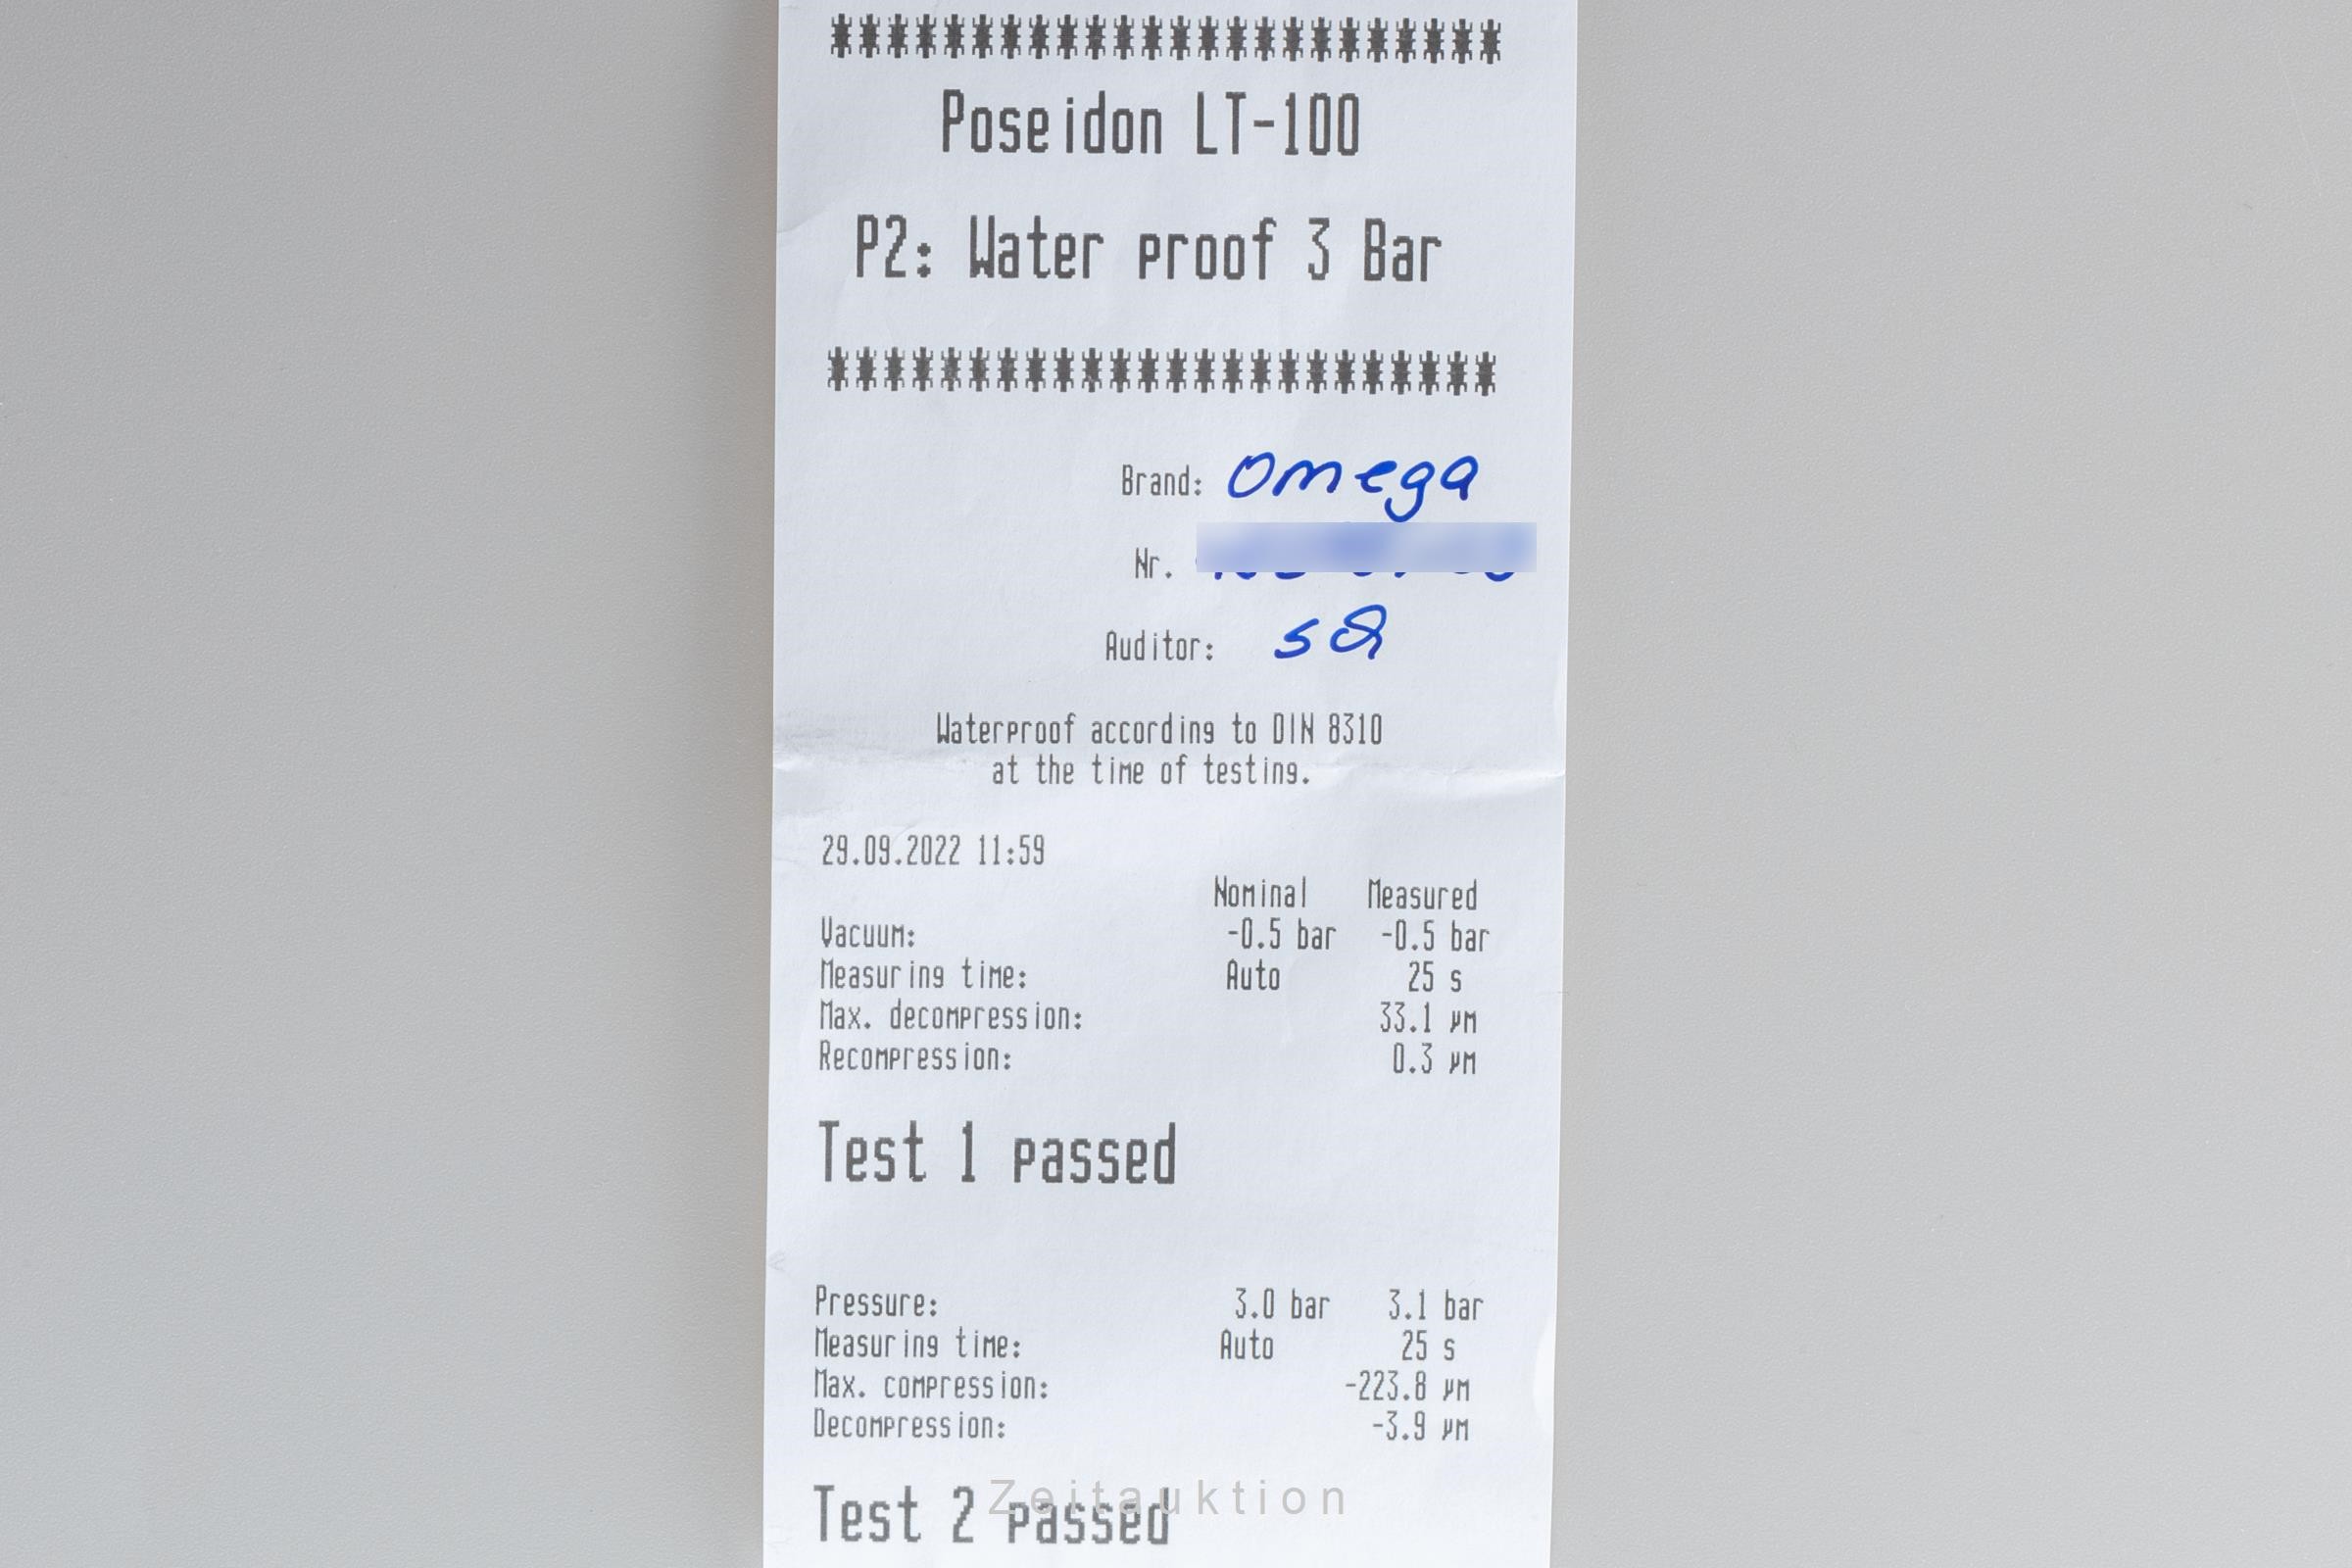 ************************
Poseidon LT-100
P2: Water proof 3 Bar
************************
Brand: Omega
Nr.
Auditor:
Waterproof according to DIN 8310
at the time of testing.
29.09.2022 11:59
Nominal Measured
Vacuum: -0.5 bar -0.5 bar
Measuring time: Auto 25 s
Max. decompression: 33.1 µm
Recompression: 0.3 µm
Test 1 passed
Pressure: 3.0 bar 3.1 bar
Measuring time: Auto 25 s
Max. compression: -223.8 µm
Decompression: -3.9 µm
Test 2 passed
Zeitauktion